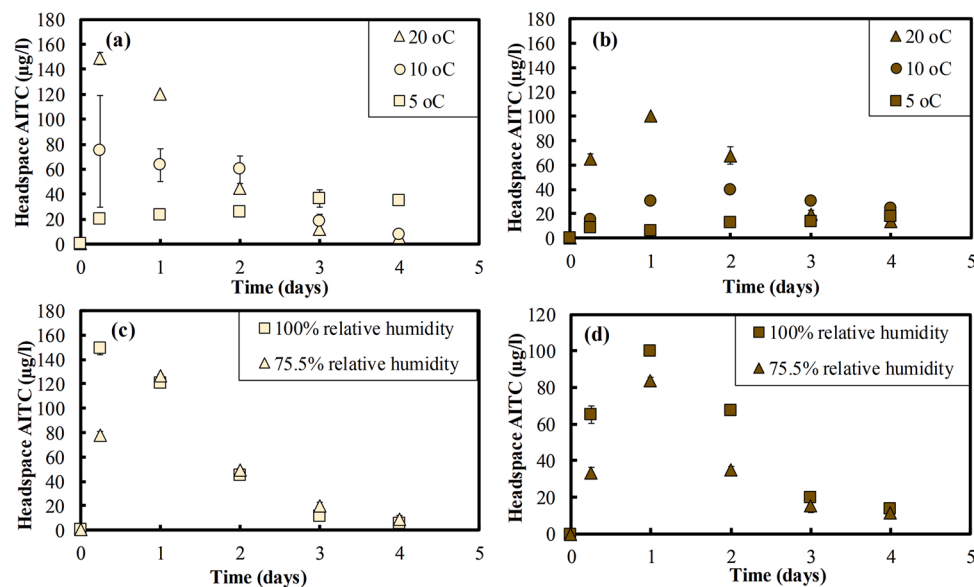 (a)
20 oC
10 oC
5 oC
Headspace AITC (µg/l)
180
160
140
120
100
80
60
40
20
0
0 1 2 3 4 5
Time (days)
(b)
20 oC
10 oC
5 oC
Headspace AITC (µg/l)
180
160
140
120
100
80
60
40
20
0
0 1 2 3 4 5
Time (days)
(c)
100% relative humidity
75.5% relative humidity
Headspace AITC (µg/l)
180
160
140
120
100
80
60
40
20
0
0 1 2 3 4 5
Time (days)
(d)
100% relative humidity
75.5% relative humidity
Headspace AITC (µg/l)
120
100
80
60
40
20
0
0 1 2 3 4 5
Time (days)